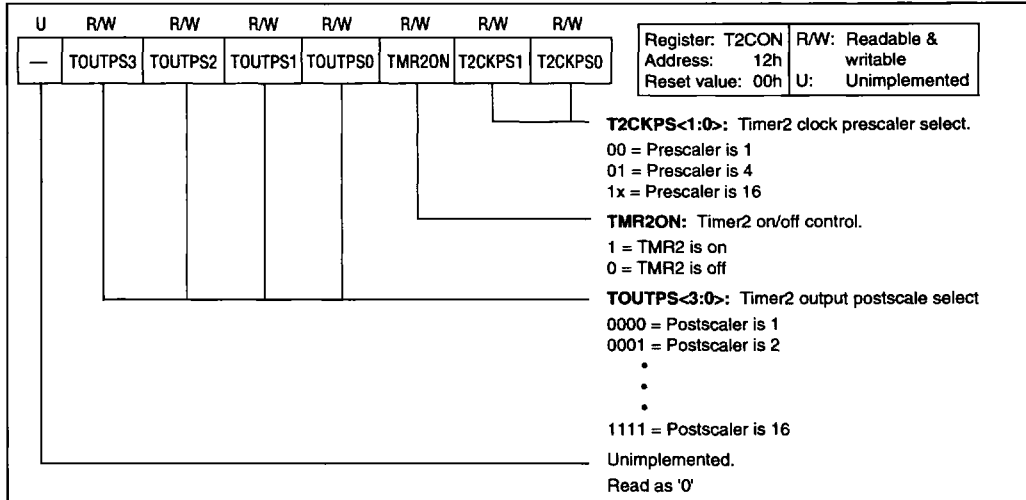 U R/W R/W R/W R/W R/W R/W R/W
— TOUTPS3 TOUTPS2 TOUTPS1 TOUTPS0 TMR2ON T2CKPS1 T2CKPS0
Register: T2CON
Address: 12h
Reset value: 00h
R/W: Readable &
writable
U: Unimplemented
T2CKPS<1:0>: Timer2 clock prescaler select.
00 = Prescaler is 1
01 = Prescaler is 4
1x = Prescaler is 16
TMR2ON: Timer2 on/off control.
1 = TMR2 is on
0 = TMR2 is off
TOUTPS<3:0>: Timer2 output postscale select
0000 = Postscaler is 1
0001 = Postscaler is 2
•
•
•
1111 = Postscaler is 16
Unimplemented.
Read as '0'